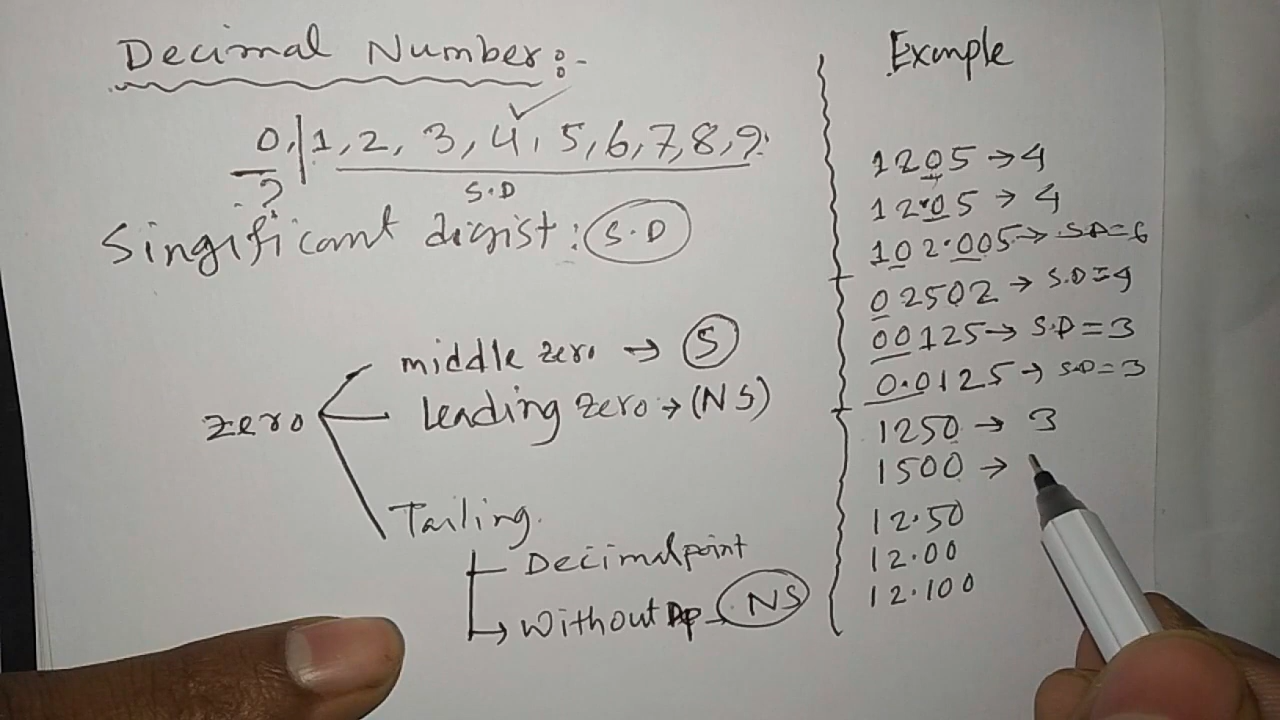 Decimal Number:-
0, | 1, 2, 3, 4, 5, 6, 7, 8, 9.
? S.D
Singificant digist : S.D
zero
middle zero → S
Leading zero → (NS)
Tailing.
Decimal point
→ Without Dp → NS
Exmple
1205 → 4
12.05 → 4
102.005 → S.D=6
02502 → S.D=4
00125 → S.D=3
0.0125 → S.D=3
1250 → 3
1500 →
12.50
12.00
12.100